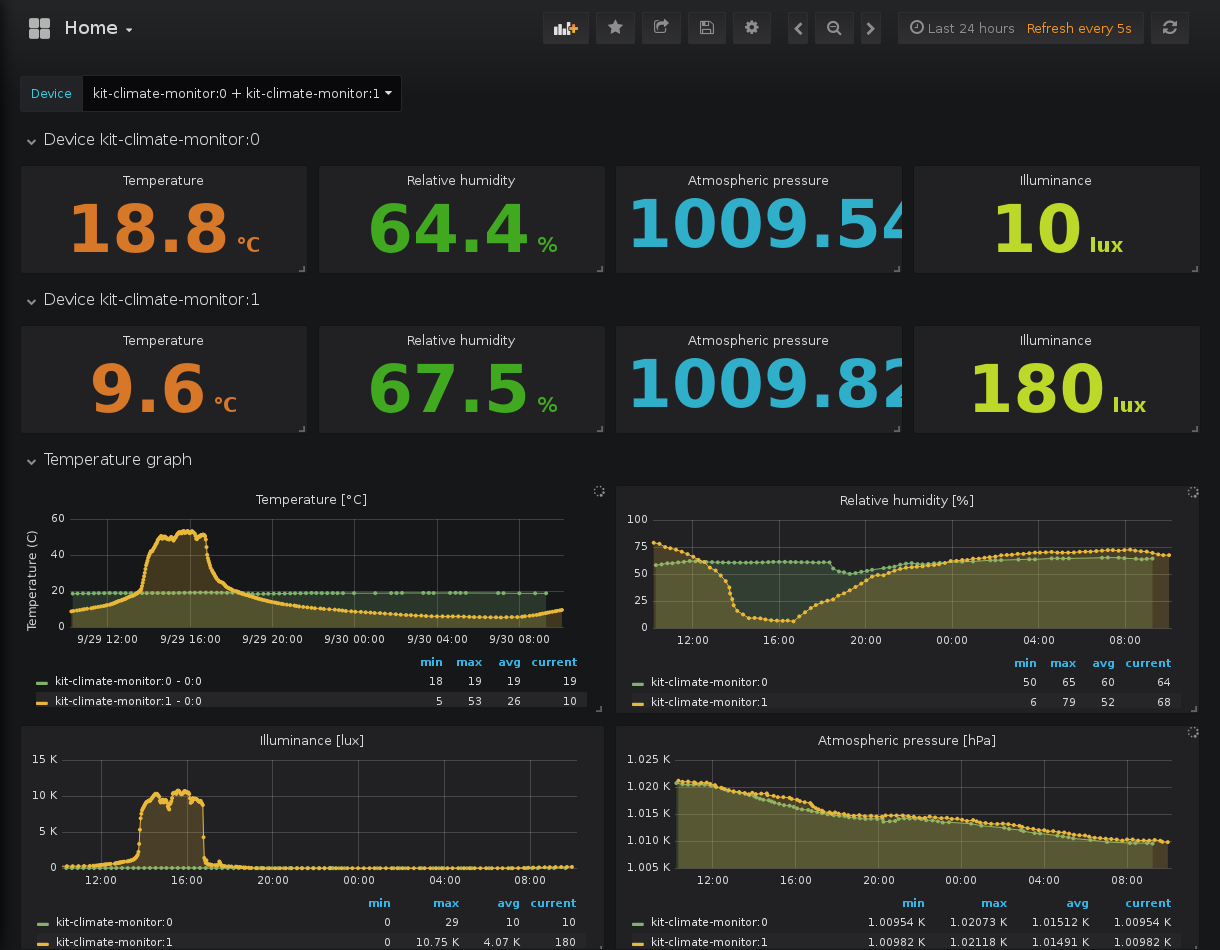 Home
Last 24 hours Refresh every 5s
Device kit-climate-monitor:0 + kit-climate-monitor:1
Device kit-climate-monitor:0
Temperature Relative humidity Atmospheric pressure Illuminance
18.8 °C 64.4 % 1009.54 10 lux
Device kit-climate-monitor:1
Temperature Relative humidity Atmospheric pressure Illuminance
9.6 °C 67.5 % 1009.82 180 lux
Temperature graph
Temperature [°C]
Temperature (C)
60
40
20
0
9/29 12:00 9/29 16:00 9/29 20:00 9/30 00:00 9/30 04:00 9/30 08:00
min max avg current
kit-climate-monitor:0 - 0:0 18 19 19 19
kit-climate-monitor:1 - 0:0 5 53 26 10
Relative humidity [%]
100
75
50
25
0
12:00 16:00 20:00 00:00 04:00 08:00
min max avg current
kit-climate-monitor:0 50 65 60 64
kit-climate-monitor:1 6 79 52 68
Illuminance [lux]
15 K
10 K
5 K
0
12:00 16:00 20:00 00:00 04:00 08:00
min max avg current
kit-climate-monitor:0 0 29 10 10
kit-climate-monitor:1 0 10.75 K 4.07 K 180
Atmospheric pressure [hPa]
1.025 K
1.020 K
1.015 K
1.010 K
1.005 K
12:00 16:00 20:00 00:00 04:00 08:00
min max avg current
kit-climate-monitor:0 1.00954 K 1.02073 K 1.01512 K 1.00954 K
kit-climate-monitor:1 1.00982 K 1.02118 K 1.01491 K 1.00982 K